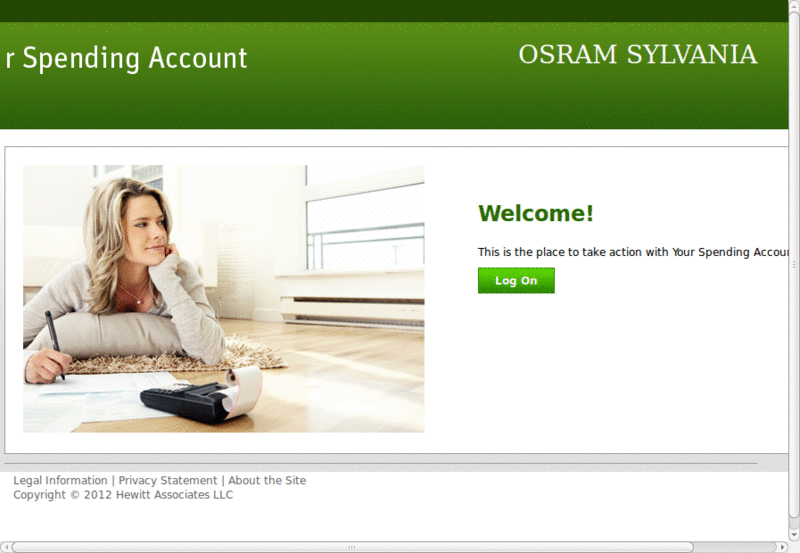 r Spending Account
OSRAM SYLVANIA
Welcome!
This is the place to take action with Your Spending Accou
Log On
Legal Information | Privacy Statement | About the Site
Copyright © 2012 Hewitt Associates LLC